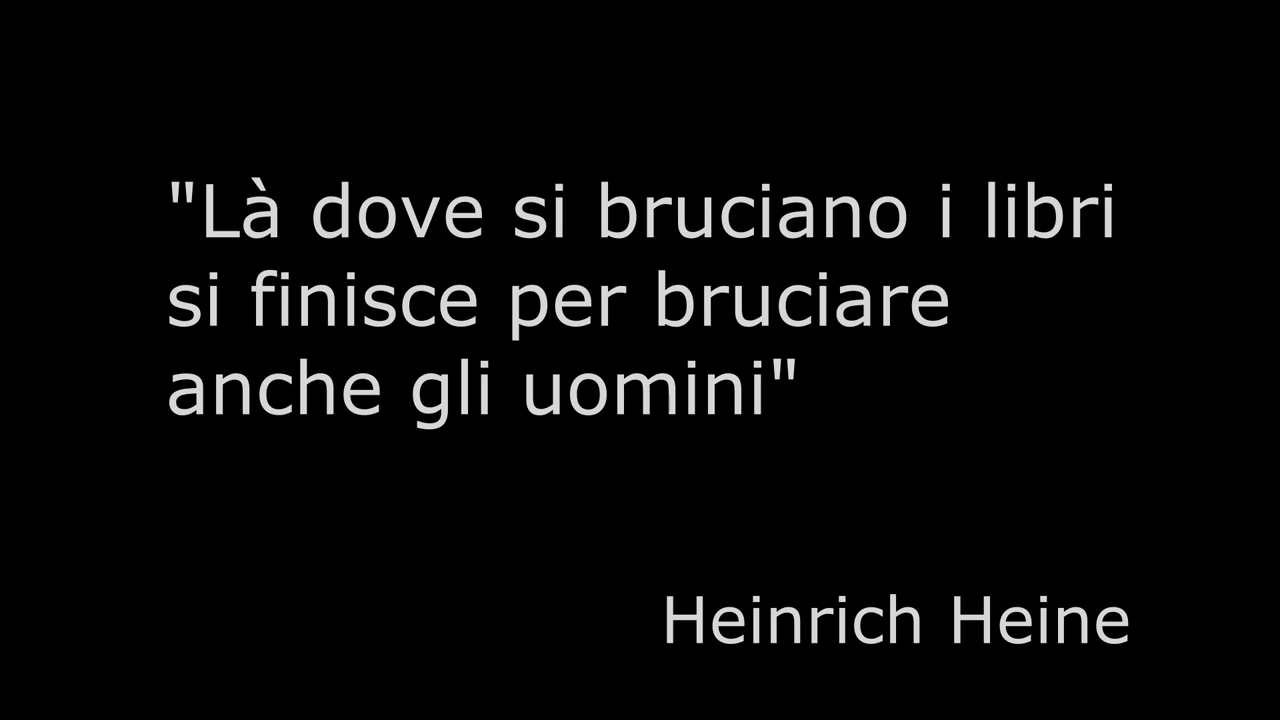 "Là dove si bruciano i libri
si finisce per bruciare
anche gli uomini"
Heinrich Heine